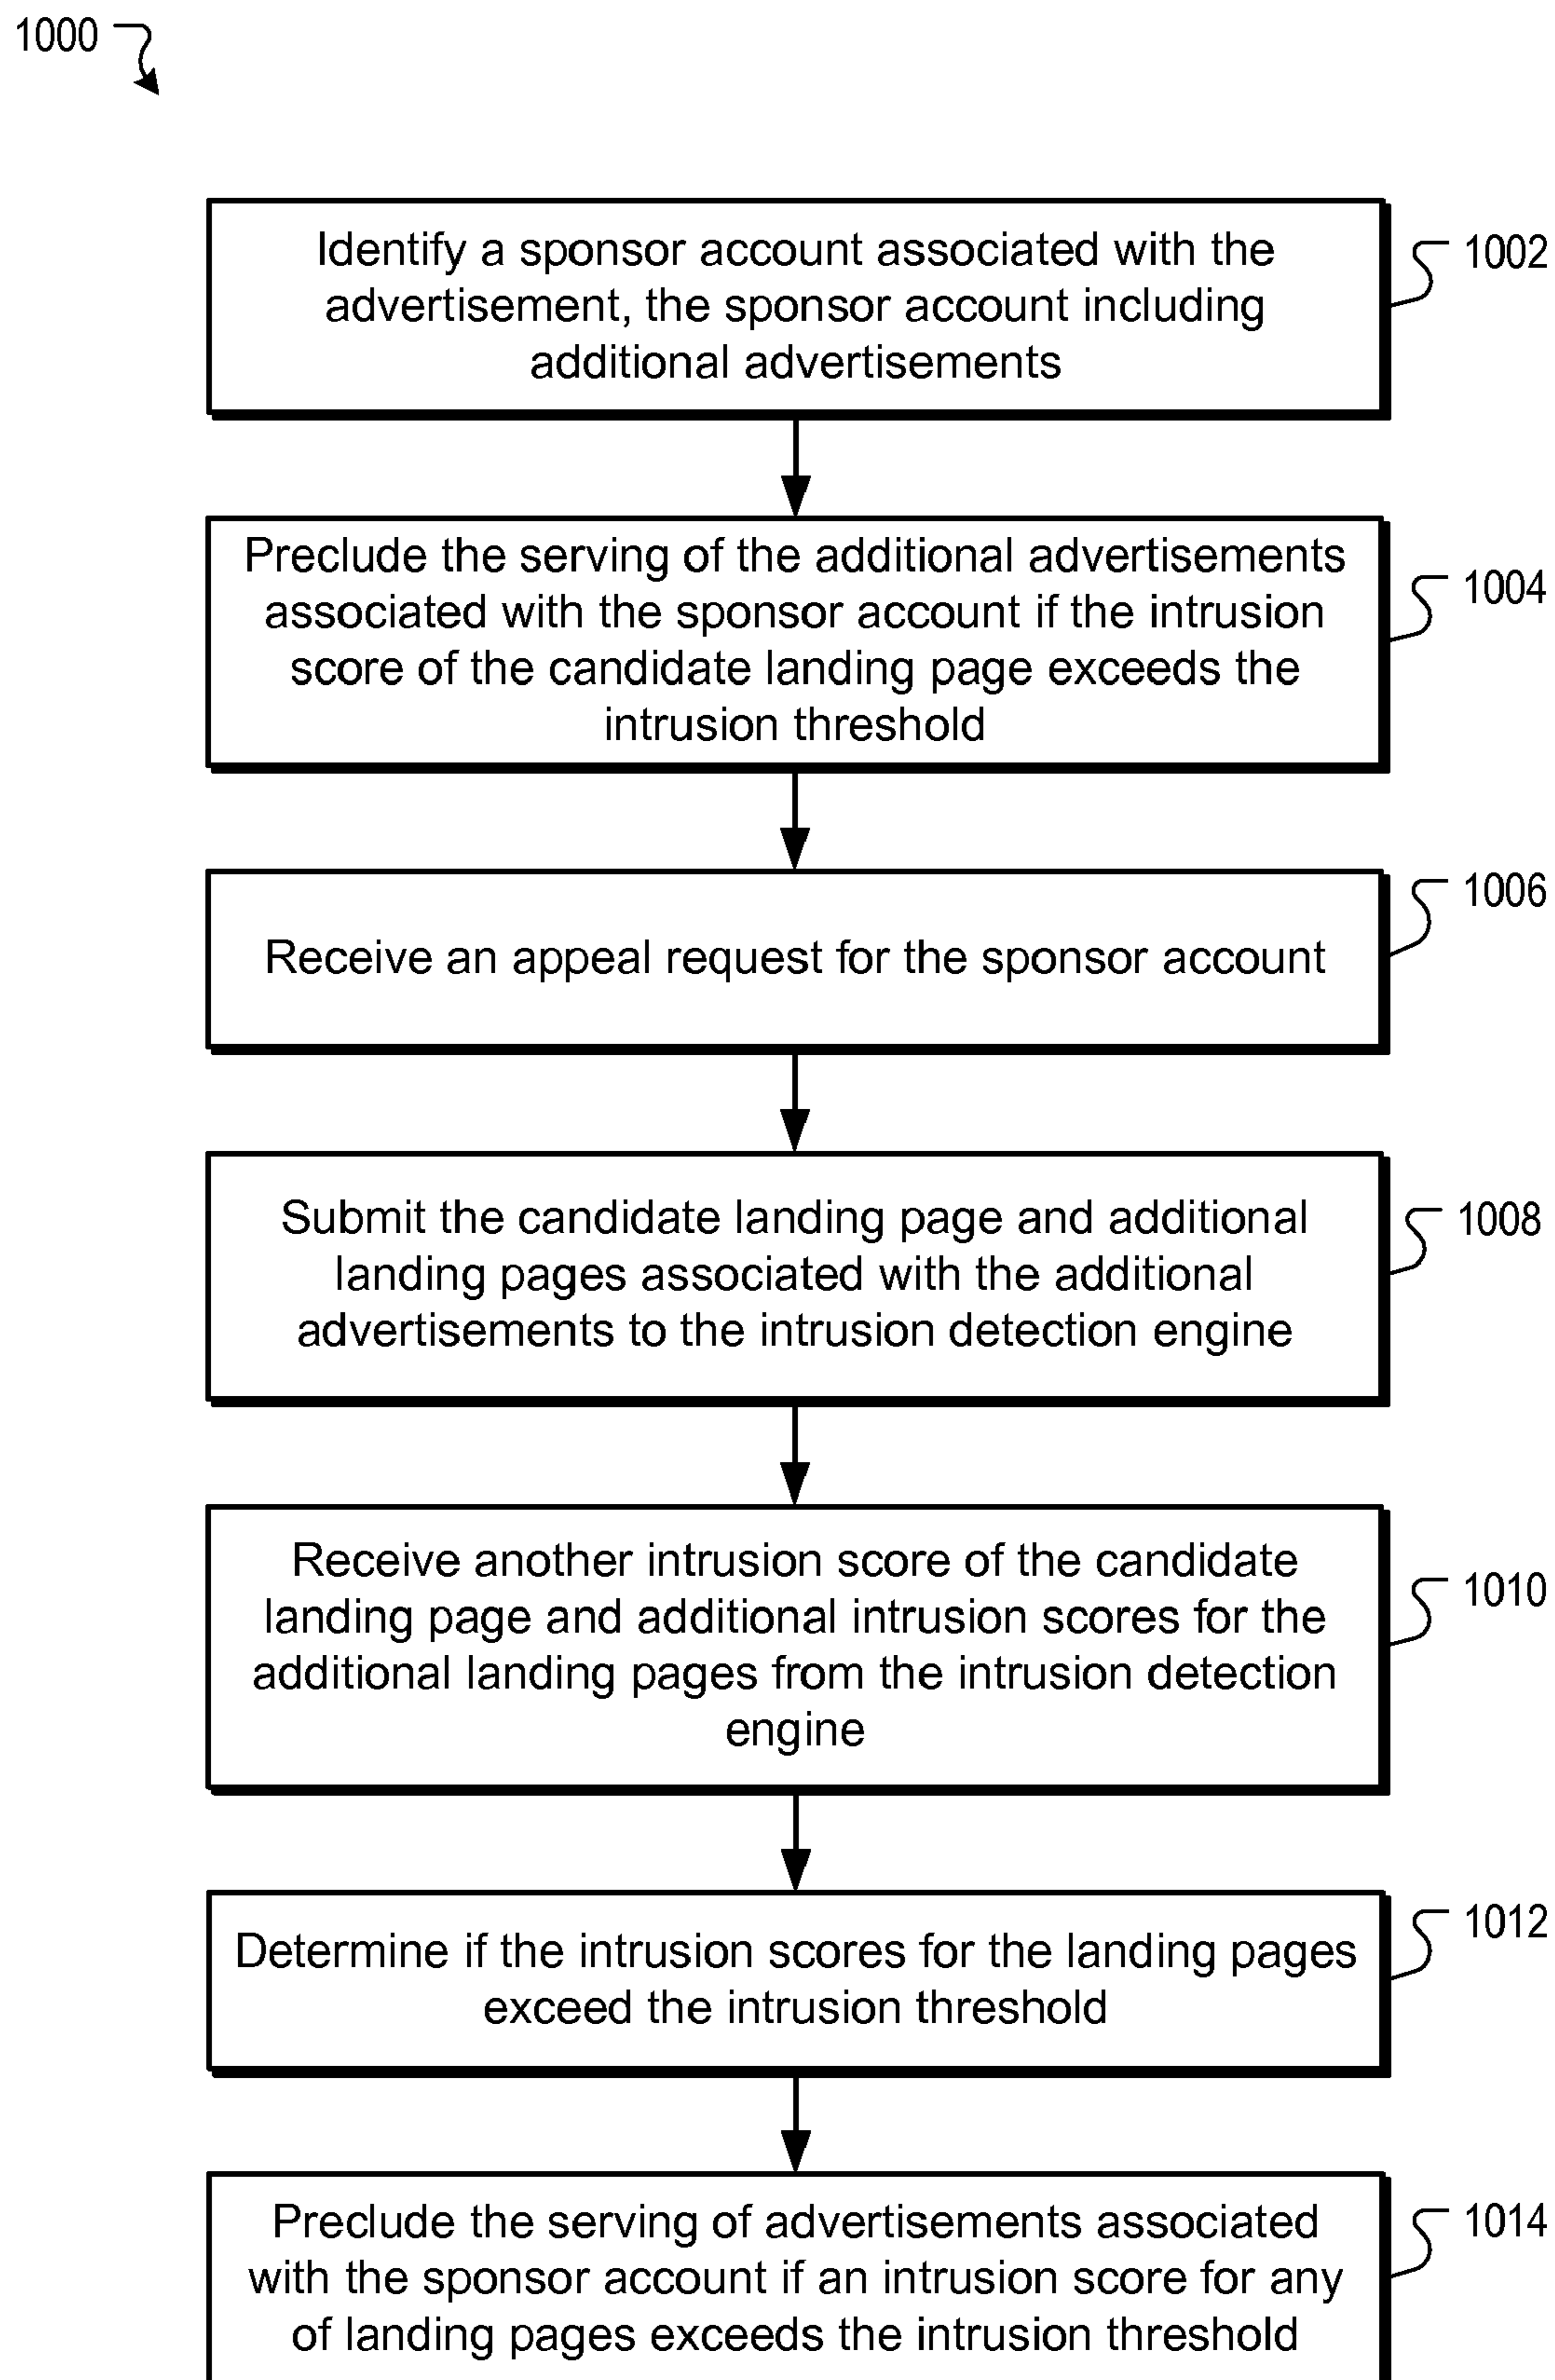 1000
Identify a sponsor account associated with the
advertisement, the sponsor account including
additional advertisements
1002
Preclude the serving of the additional advertisements
associated with the sponsor account if the intrusion
score of the candidate landing page exceeds the
intrusion threshold
1004
Receive an appeal request for the sponsor account
1006
Submit the candidate landing page and additional
landing pages associated with the additional
advertisements to the intrusion detection engine
1008
Receive another intrusion score of the candidate
landing page and additional intrusion scores for the
additional landing pages from the intrusion detection
engine
1010
Determine if the intrusion scores for the landing pages
exceed the intrusion threshold
1012
Preclude the serving of advertisements associated
with the sponsor account if an intrusion score for any
of landing pages exceeds the intrusion threshold
1014